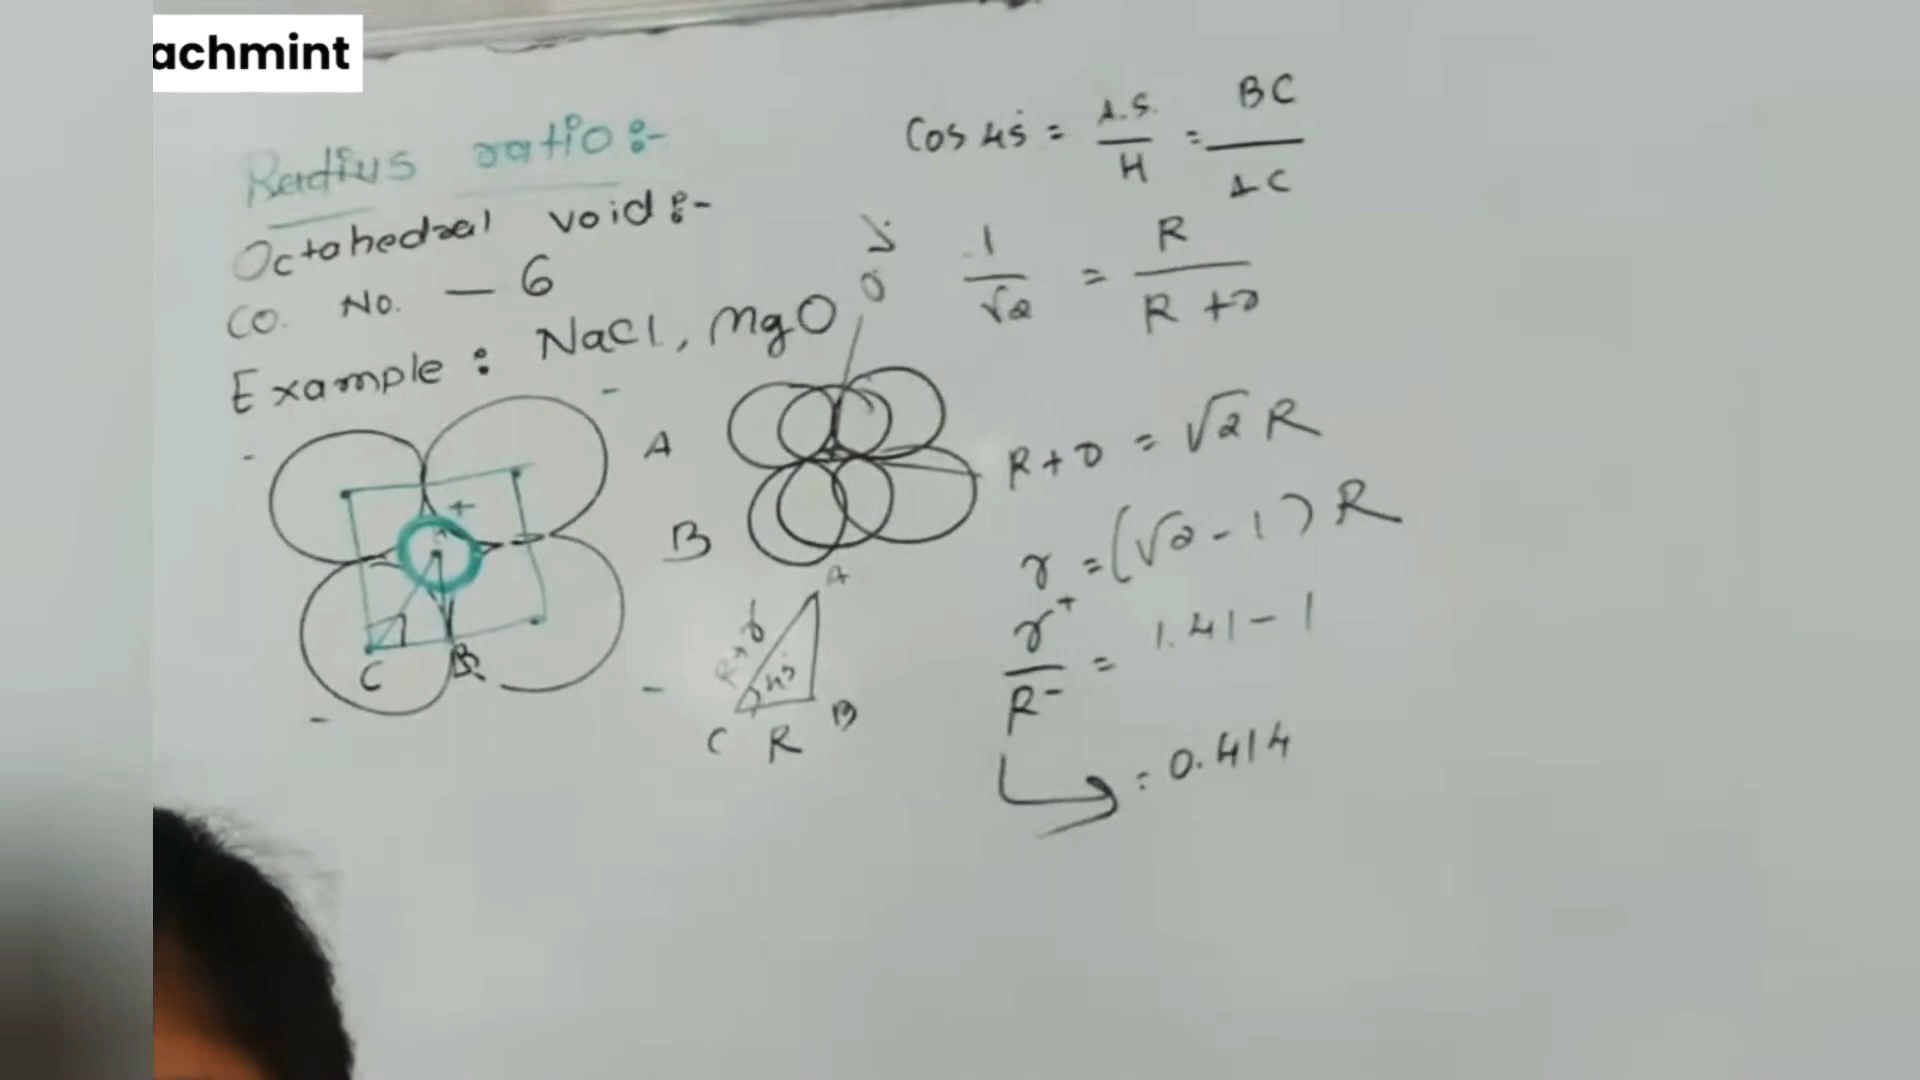 achmint
Radius ratio:-
Octahedral void:-
Co. No. — 6
Example : NaCl, MgO
Cos 45° = A.S. / H = BC / AC
1 / √2 = R / R + r
R + r = √2 R
r = (√2 - 1) R
r⁺ / R⁻ = 1.41 - 1
= 0.414
A
B
+
C
B
A
R + r
45°
C
R
B